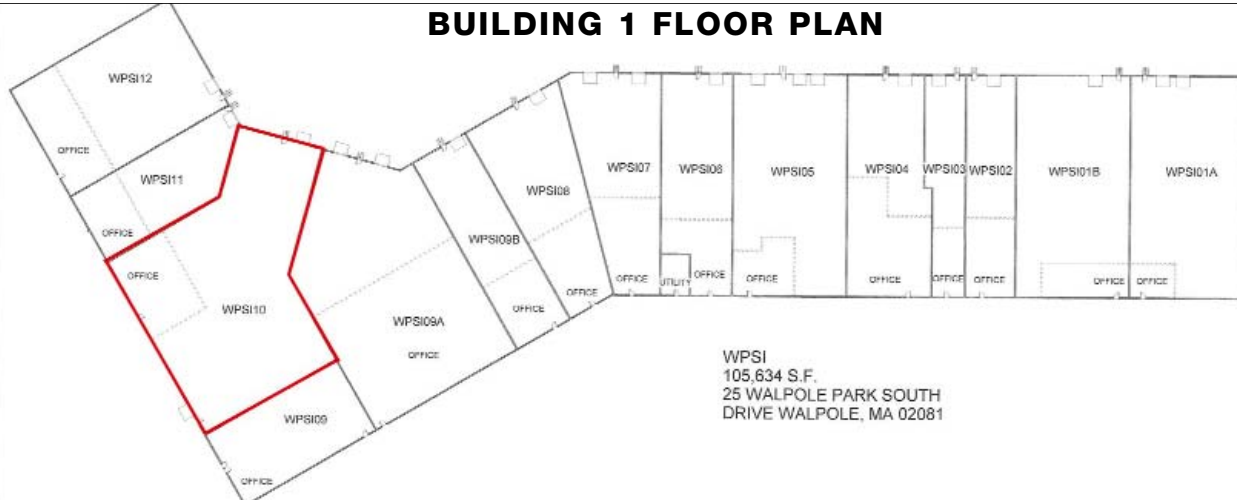 BUILDING 1 FLOOR PLAN
WPSI12
OFFICE
WPSI11
OFFICE
OFFICE
WPSI10
WPSI09
OFFICE
WPSI09A
OFFICE
WPSI09B
OFFICE
WPSI08
OFFICE
WPSI07
OFFICE
UTILITY
WPSI06
OFFICE
WPSI05
OFFICE
WPSI04
OFFICE
WPSI03
OFFICE
WPSI02
OFFICE
WPSI01B
OFFICE
WPSI01A
OFFICE
WPSI
105,634 S.F.
25 WALPOLE PARK SOUTH
DRIVE WALPOLE, MA 02081